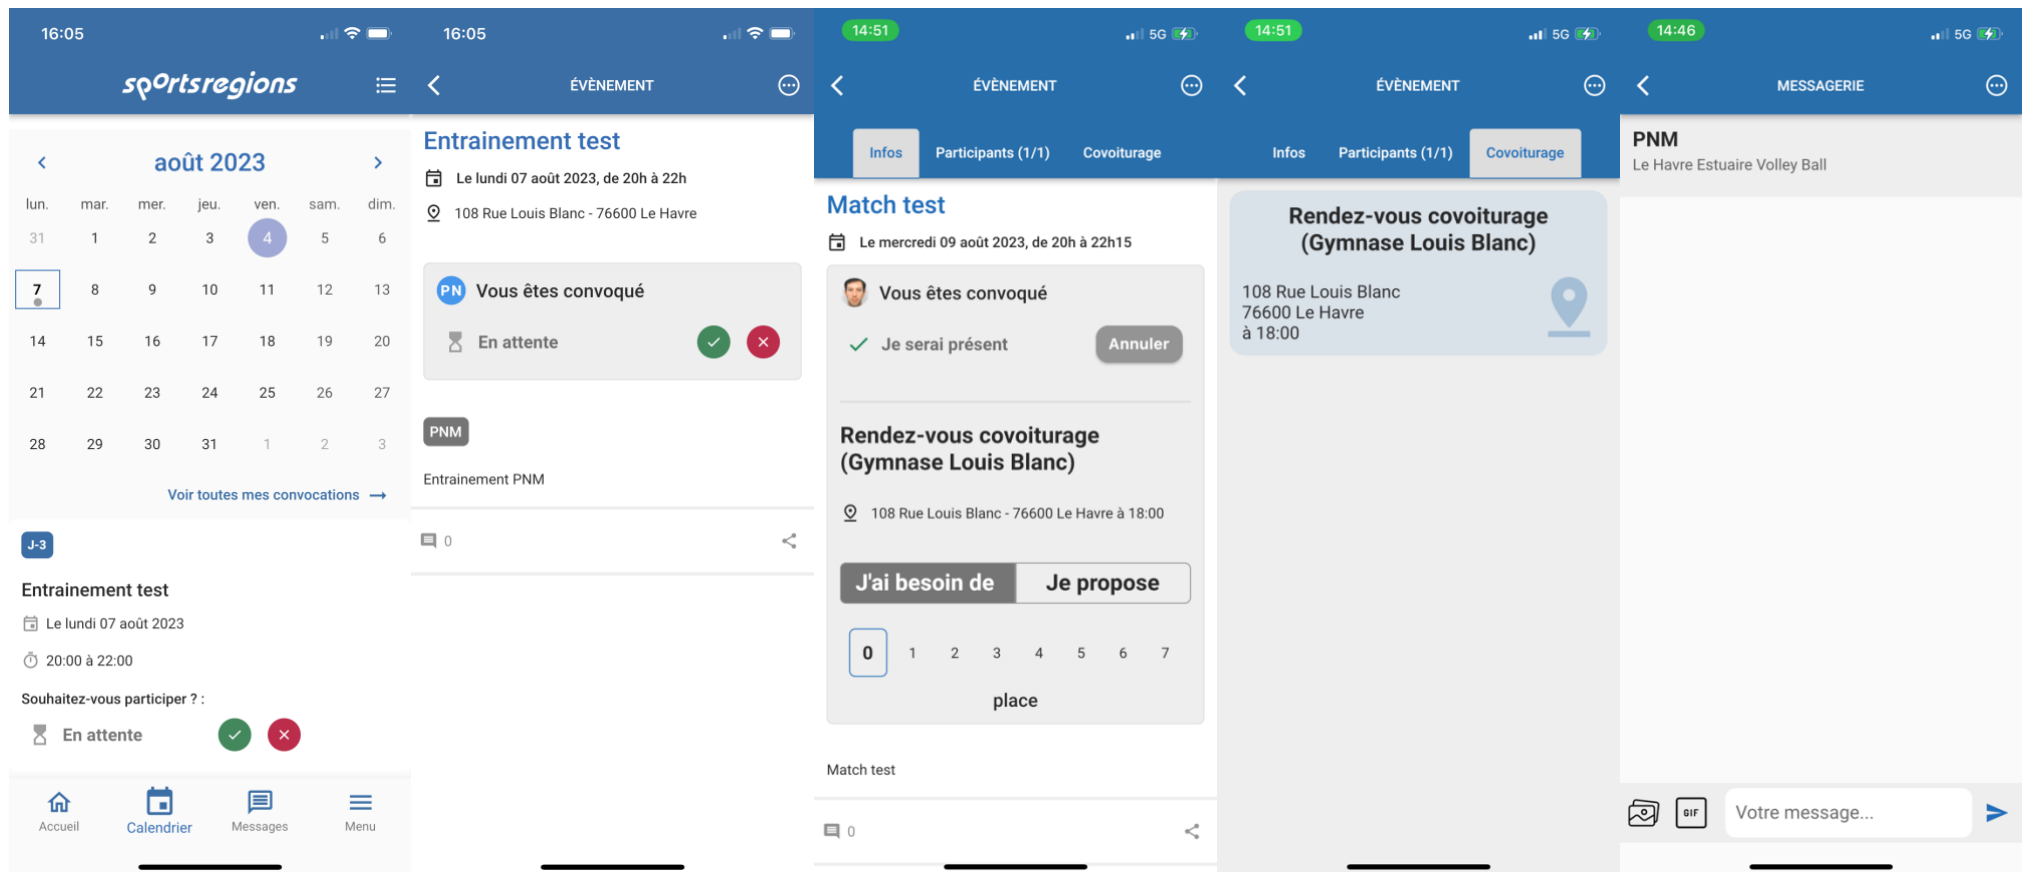 16:05
sportsregions
août 2023
lun. mar. mer. jeu. ven. sam. dim.
31 1 2 3 4 5 6
7 8 9 10 11 12 13
14 15 16 17 18 19 20
21 22 23 24 25 26 27
28 29 30 31 1 2 3
Voir toutes mes convocations →
J-3
Entrainement test
Le lundi 07 août 2023
20:00 à 22:00
Souhaitez-vous participer ? :
En attente
Accueil Calendrier Messages Menu
16:05
ÉVÈNEMENT
Entrainement test
Le lundi 07 août 2023, de 20h à 22h
108 Rue Louis Blanc - 76600 Le Havre
PN Vous êtes convoqué
En attente
PNM
Entrainement PNM
0
14:51 5G
ÉVÈNEMENT
Infos Participants (1/1) Covoiturage
Match test
Le mercredi 09 août 2023, de 20h à 22h15
Vous êtes convoqué
Je serai présent Annuler
Rendez-vous covoiturage
(Gymnase Louis Blanc)
108 Rue Louis Blanc - 76600 Le Havre à 18:00
J'ai besoin de Je propose
0 1 2 3 4 5 6 7
place
Match test
0
14:51 5G
ÉVÈNEMENT
Infos Participants (1/1) Covoiturage
Rendez-vous covoiturage
(Gymnase Louis Blanc)
108 Rue Louis Blanc
76600 Le Havre
à 18:00
14:46 5G
MESSAGERIE
PNM
Le Havre Estuaire Volley Ball
GIF Votre message...